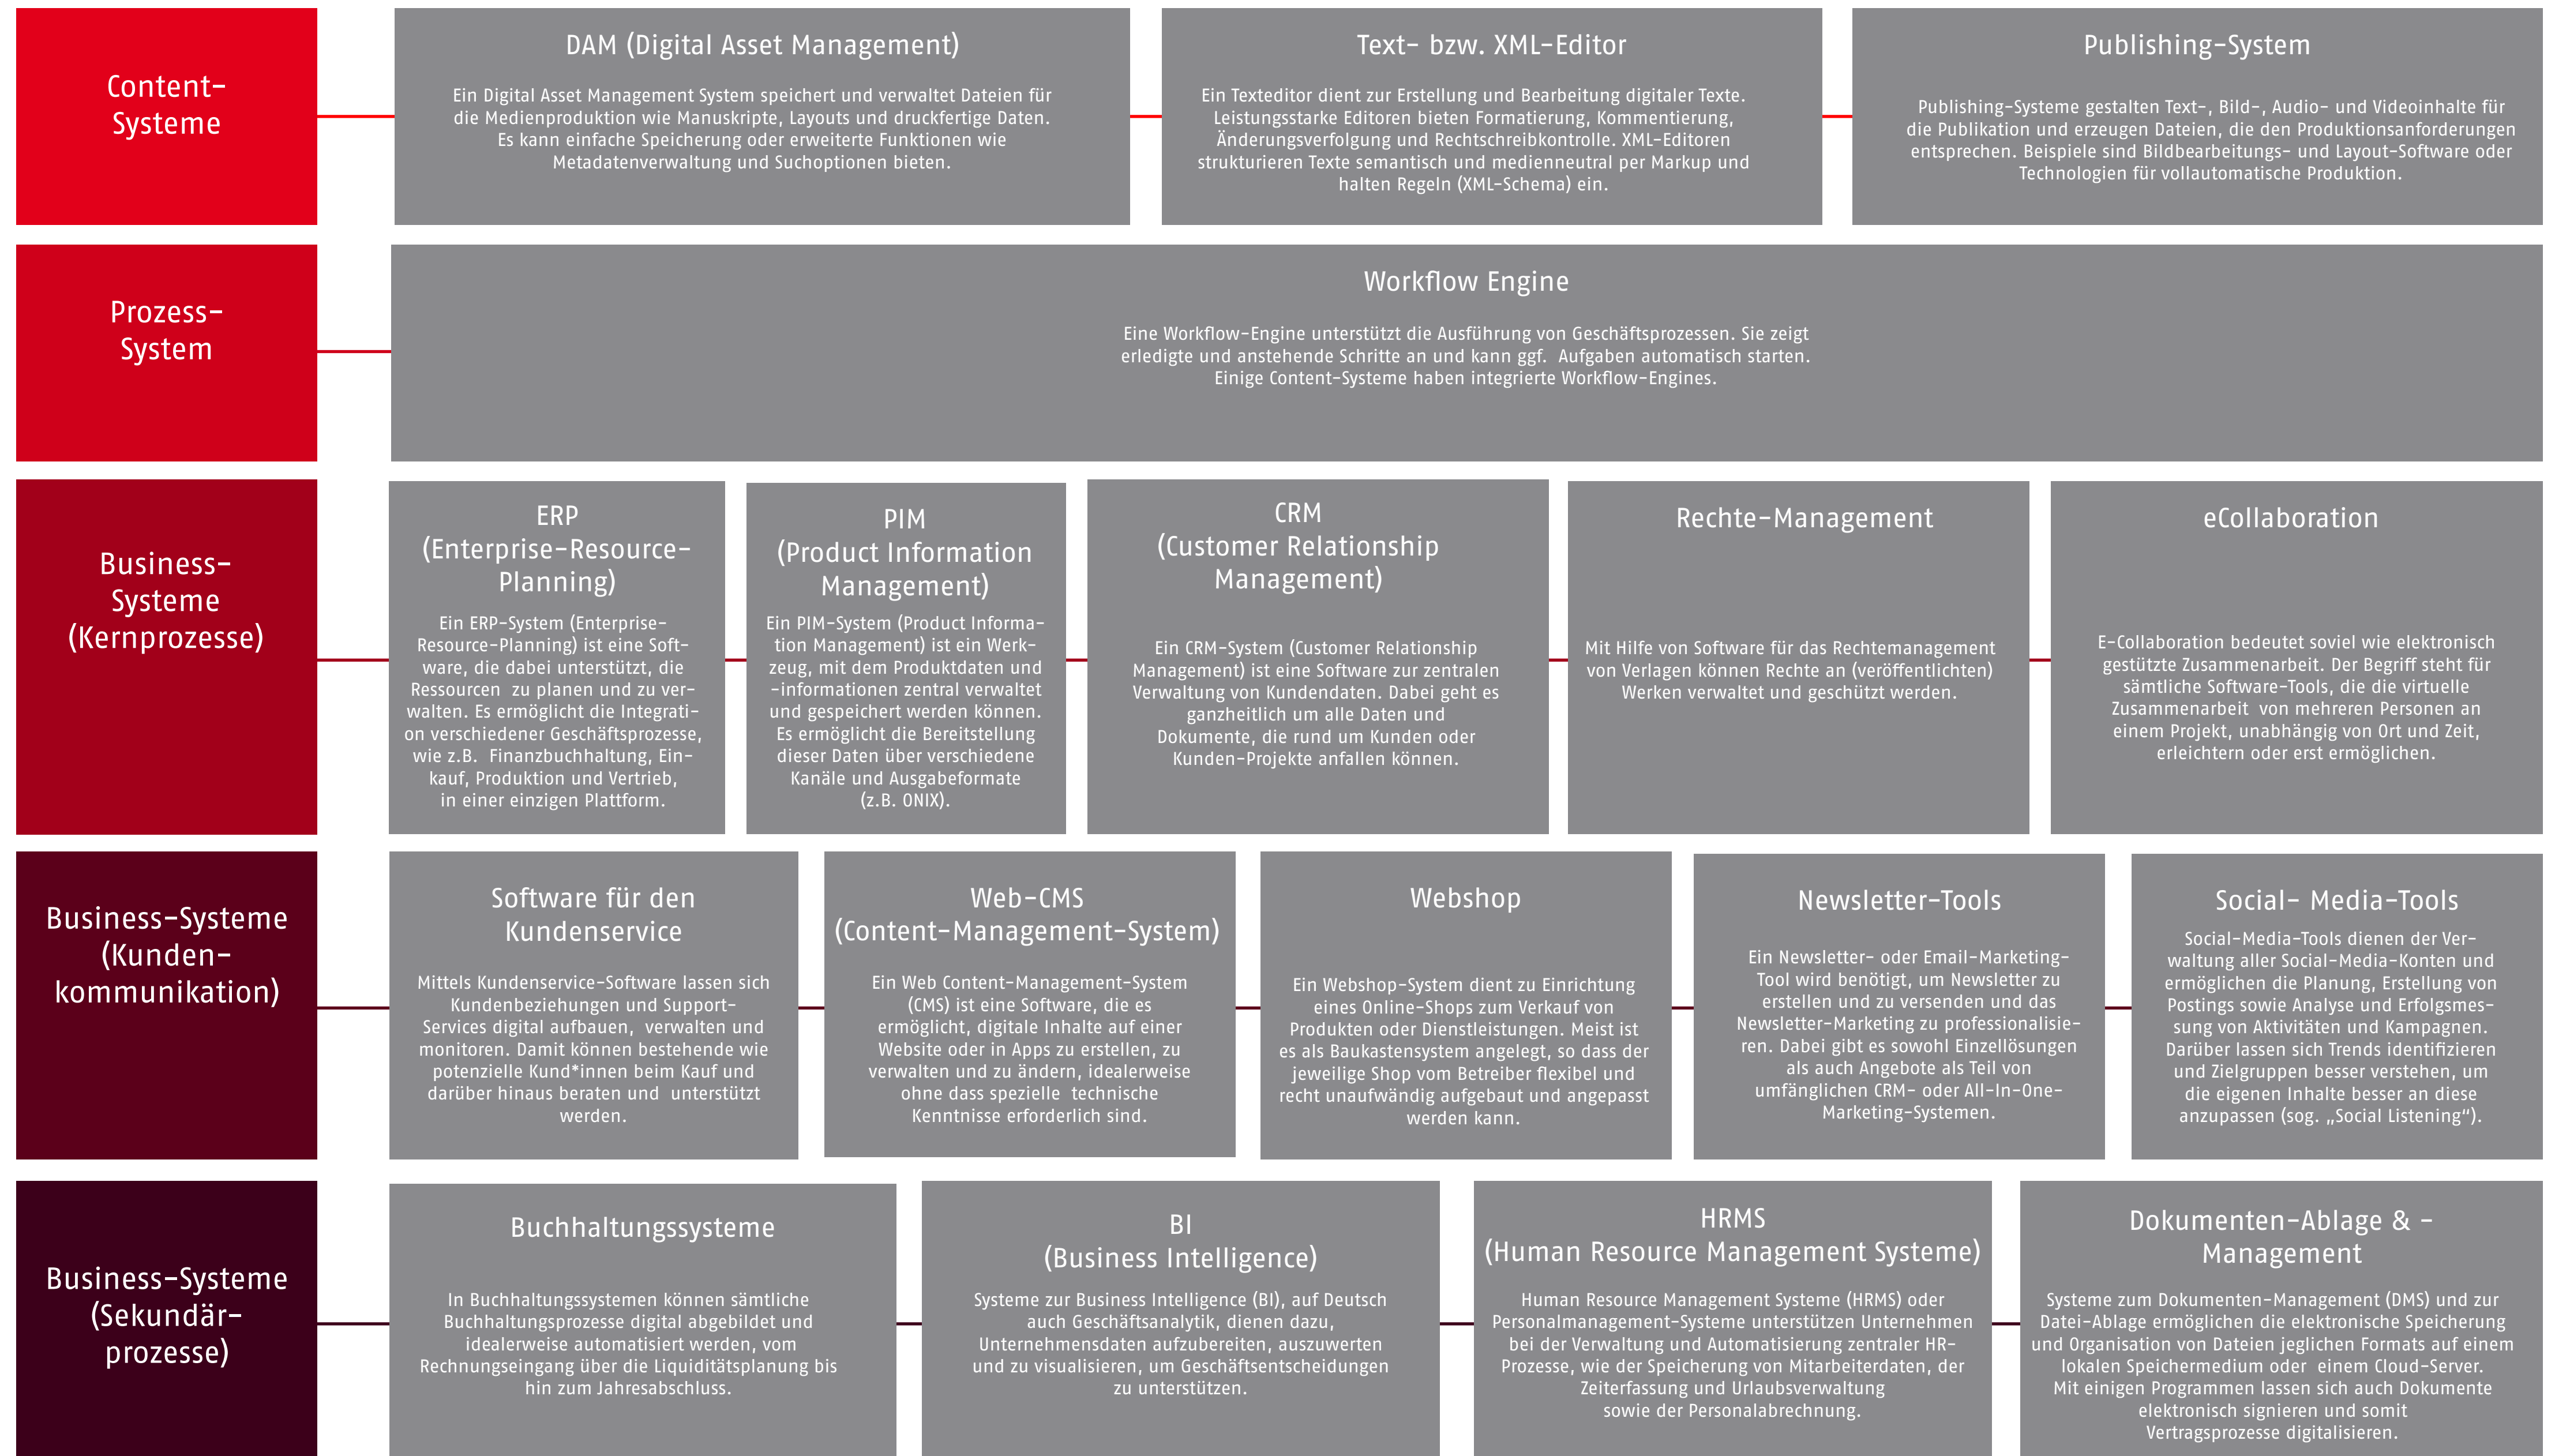 Content-
Systeme
DAM (Digital Asset Management)
Ein Digital Asset Management System speichert und verwaltet Dateien für
die Medienproduktion wie Manuskripte, Layouts und druckfertige Daten.
Es kann einfache Speicherung oder erweiterte Funktionen wie
Metadatenverwaltung und Suchoptionen bieten.
Text- bzw. XML-Editor
Ein Texteditor dient zur Erstellung und Bearbeitung digitaler Texte.
Leistungsstarke Editoren bieten Formatierung, Kommentierung,
Änderungsverfolgung und Rechtschreibkontrolle. XML-Editoren
strukturieren Texte semantisch und medienneutral per Markup und
halten Regeln (XML-Schema) ein.
Publishing-System
Publishing-Systeme gestalten Text-, Bild-, Audio- und Videoinhalte für
die Publikation und erzeugen Dateien, die den Produktionsanforderungen
entsprechen. Beispiele sind Bildbearbeitungs- und Layout-Software oder
Technologien für vollautomatische Produktion.
Prozess-
System
Workflow Engine
Eine Workflow-Engine unterstützt die Ausführung von Geschäftsprozessen. Sie zeigt
erledigte und anstehende Schritte an und kann ggf.  Aufgaben automatisch starten.
Einige Content-Systeme haben integrierte Workflow-Engines.
Business-
Systeme
(Kernprozesse)
ERP
(Enterprise-Resource-
Planning)
Ein ERP-System (Enterprise-
Resource-Planning) ist eine Soft-
ware, die dabei unterstützt, die
Ressourcen  zu planen und zu ver-
walten. Es ermöglicht die Integrati-
on verschiedener Geschäftsprozesse,
wie z.B.  Finanzbuchhaltung, Ein-
kauf, Produktion und Vertrieb,
in einer einzigen Plattform.
PIM
(Product Information
Management)
Ein PIM-System (Product Informa-
tion Management) ist ein Werk-
zeug, mit dem Produktdaten und
-informationen zentral verwaltet
und gespeichert werden können.
Es ermöglicht die Bereitstellung
dieser Daten über verschiedene
Kanäle und Ausgabeformate
(z.B. ONIX).
CRM
(Customer Relationship
Management)
Ein CRM-System (Customer Relationship
Management) ist eine Software zur zentralen
Verwaltung von Kundendaten. Dabei geht es
ganzheitlich um alle Daten und
Dokumente, die rund um Kunden oder
Kunden-Projekte anfallen können.
Rechte-Management
Mit Hilfe von Software für das Rechtemanagement
von Verlagen können Rechte an (veröffentlichten)
Werken verwaltet und geschützt werden.
eCollaboration
E-Collaboration bedeutet soviel wie elektronisch
gestützte Zusammenarbeit. Der Begriff steht für
sämtliche Software-Tools, die die virtuelle
Zusammenarbeit  von mehreren Personen an
einem Projekt, unabhängig von Ort und Zeit,
erleichtern oder erst ermöglichen.
Business-Systeme
(Kunden-
kommunikation)
Software für den
Kundenservice
Mittels Kundenservice-Software lassen sich
Kundenbeziehungen und Support-
Services digital aufbauen,  verwalten und
monitoren. Damit können bestehende wie
potenzielle Kund*innen beim Kauf und
darüber hinaus beraten und  unterstützt
werden.
Web-CMS
(Content-Management-System)
Ein Web Content-Management-System
(CMS) ist eine Software, die es
ermöglicht, digitale Inhalte auf einer
Website oder in Apps zu erstellen, zu
verwalten und zu ändern, idealerweise
ohne dass spezielle  technische
Kenntnisse erforderlich sind.
Webshop
Ein Webshop-System dient zu Einrichtung
eines Online-Shops zum Verkauf von
Produkten oder Dienstleistungen. Meist ist
es als Baukastensystem angelegt, so dass der
jeweilige Shop vom Betreiber flexibel und
recht unaufwändig aufgebaut und angepasst
werden kann.
Newsletter-Tools
Ein Newsletter- oder Email-Marketing-
Tool wird benötigt, um Newsletter zu
erstellen und zu versenden und das
Newsletter-Marketing zu professionalisie-
ren. Dabei gibt es sowohl Einzellösungen
als auch Angebote als Teil von
umfänglichen CRM- oder All-In-One-
Marketing-Systemen.
Social- Media-Tools
Social-Media-Tools dienen der Ver-
waltung aller Social-Media-Konten und
ermöglichen die Planung, Erstellung von
Postings sowie Analyse und Erfolgsmes-
sung von Aktivitäten und Kampagnen.
Darüber lassen sich Trends identifizieren
und Zielgruppen besser verstehen, um
die eigenen Inhalte besser an diese
anzupassen (sog. „Social Listening“).
Business-Systeme
(Sekundär-
prozesse)
Buchhaltungssysteme
In Buchhaltungssystemen können sämtliche
Buchhaltungsprozesse digital abgebildet und
idealerweise automatisiert werden, vom
Rechnungseingang über die Liquiditätsplanung bis
hin zum Jahresabschluss.
BI
(Business Intelligence)
Systeme zur Business Intelligence (BI), auf Deutsch
auch Geschäftsanalytik, dienen dazu,
Unternehmensdaten aufzubereiten, auszuwerten
und zu visualisieren, um Geschäftsentscheidungen
zu unterstützen.
HRMS
(Human Resource Management Systeme)
Human Resource Management Systeme (HRMS) oder
Personalmanagement-Systeme unterstützen Unternehmen
bei der Verwaltung und Automatisierung zentraler HR-
Prozesse, wie der Speicherung von Mitarbeiterdaten, der
Zeiterfassung und Urlaubsverwaltung
sowie der Personalabrechnung.
Dokumenten-Ablage & -
Management
Systeme zum Dokumenten-Management (DMS) und zur
Datei-Ablage ermöglichen die elektronische Speicherung
und Organisation von Dateien jeglichen Formats auf einem
lokalen Speichermedium oder  einem Cloud-Server.
Mit einigen Programmen lassen sich auch Dokumente
elektronisch signieren und somit
Vertragsprozesse digitalisieren.